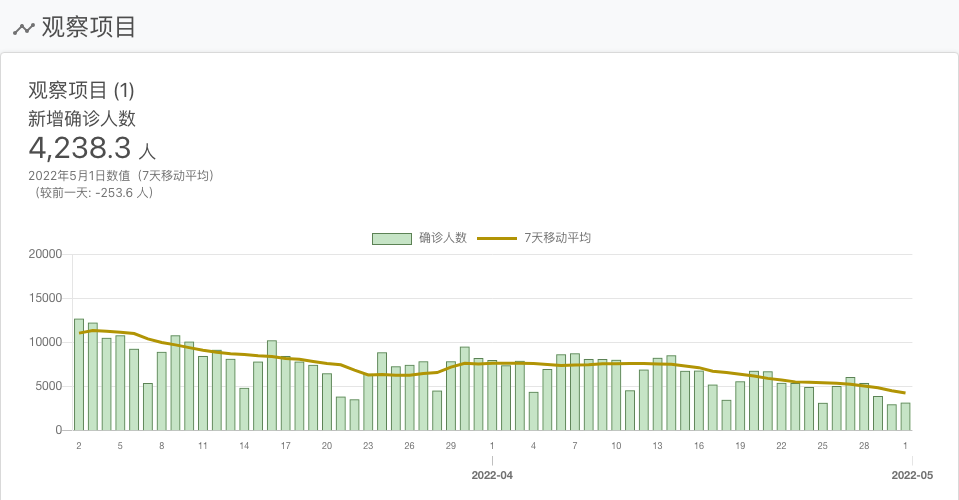 观察项目
观察项目 (1)
新增确诊人数
4,238.3 人
2022年5月1日数值（7天移动平均）
（较前一天: -253.6 人）
确诊人数 7天移动平均
20000
15000
10000
5000
0
2 5 8 11 14 17 20 23 26 29 1 4 7 10 13 16 19 22 25 28 1
2022-04 2022-05